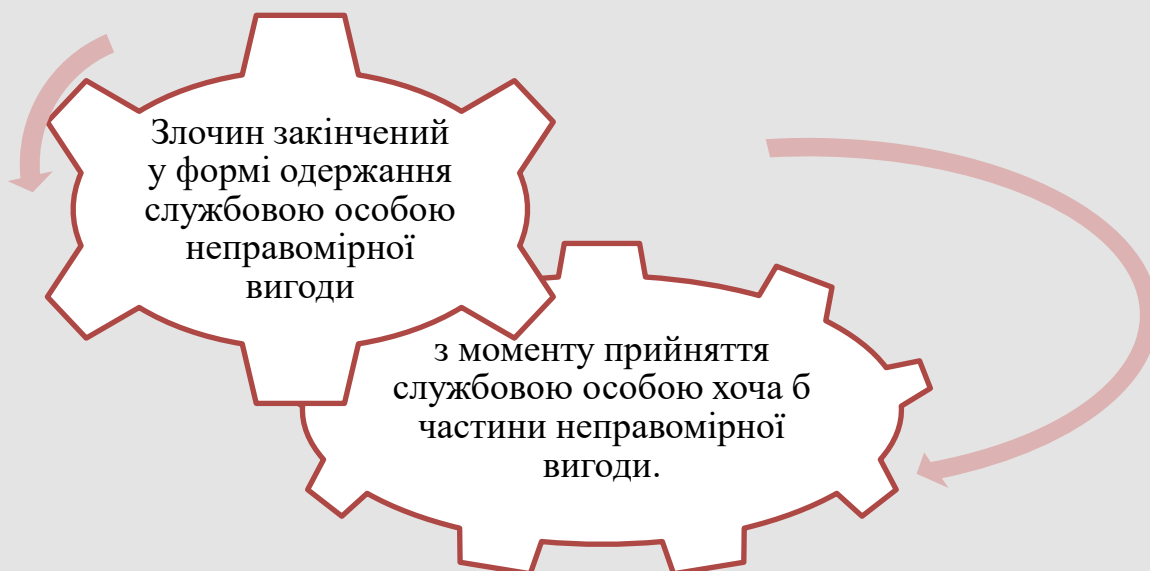 Злочин закінчений
у формі одержання
службовою особою
неправомірної
вигоди
з моменту прийняття
службовою особою хоча б
частини неправомірної
вигоди.